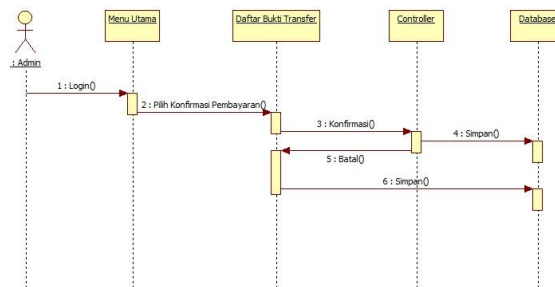 Menu Utama
Daftar Bukti Transfer
Controller
Database
: Admin
1 : Login()
2 : Pilih Konfirmasi Pembayaran()
3 : Konfirmasi()
4 : Simpan()
5 : Batal()
6 : Simpan()